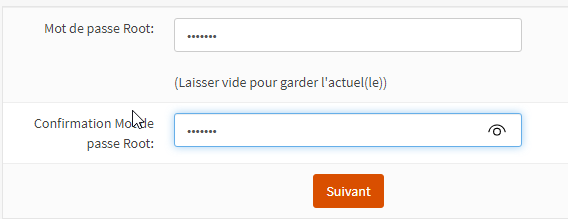 Mot de passe Root:
•••••••
(Laisser vide pour garder l'actuel(le))
Confirmation Mot de
passe Root:
•••••••
Suivant